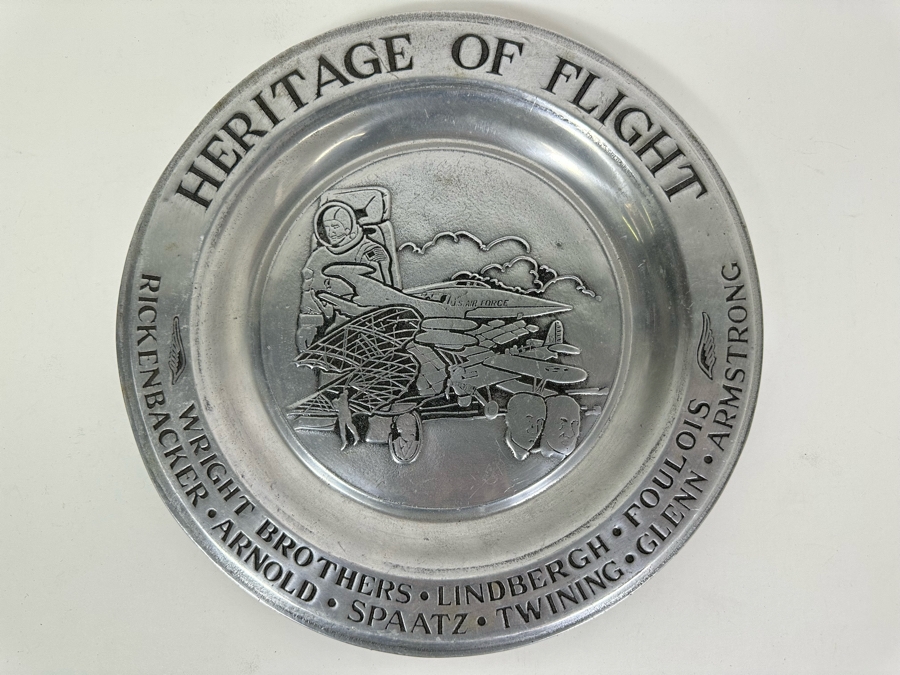 HERITAGE OF FLIGHT
U.S. AIR FORCE
WRIGHT BROTHERS • LINDBERGH • FOULOIS
RICKENBACKER • ARNOLD • SPAATZ • TWINING • GLENN • ARMSTRONG